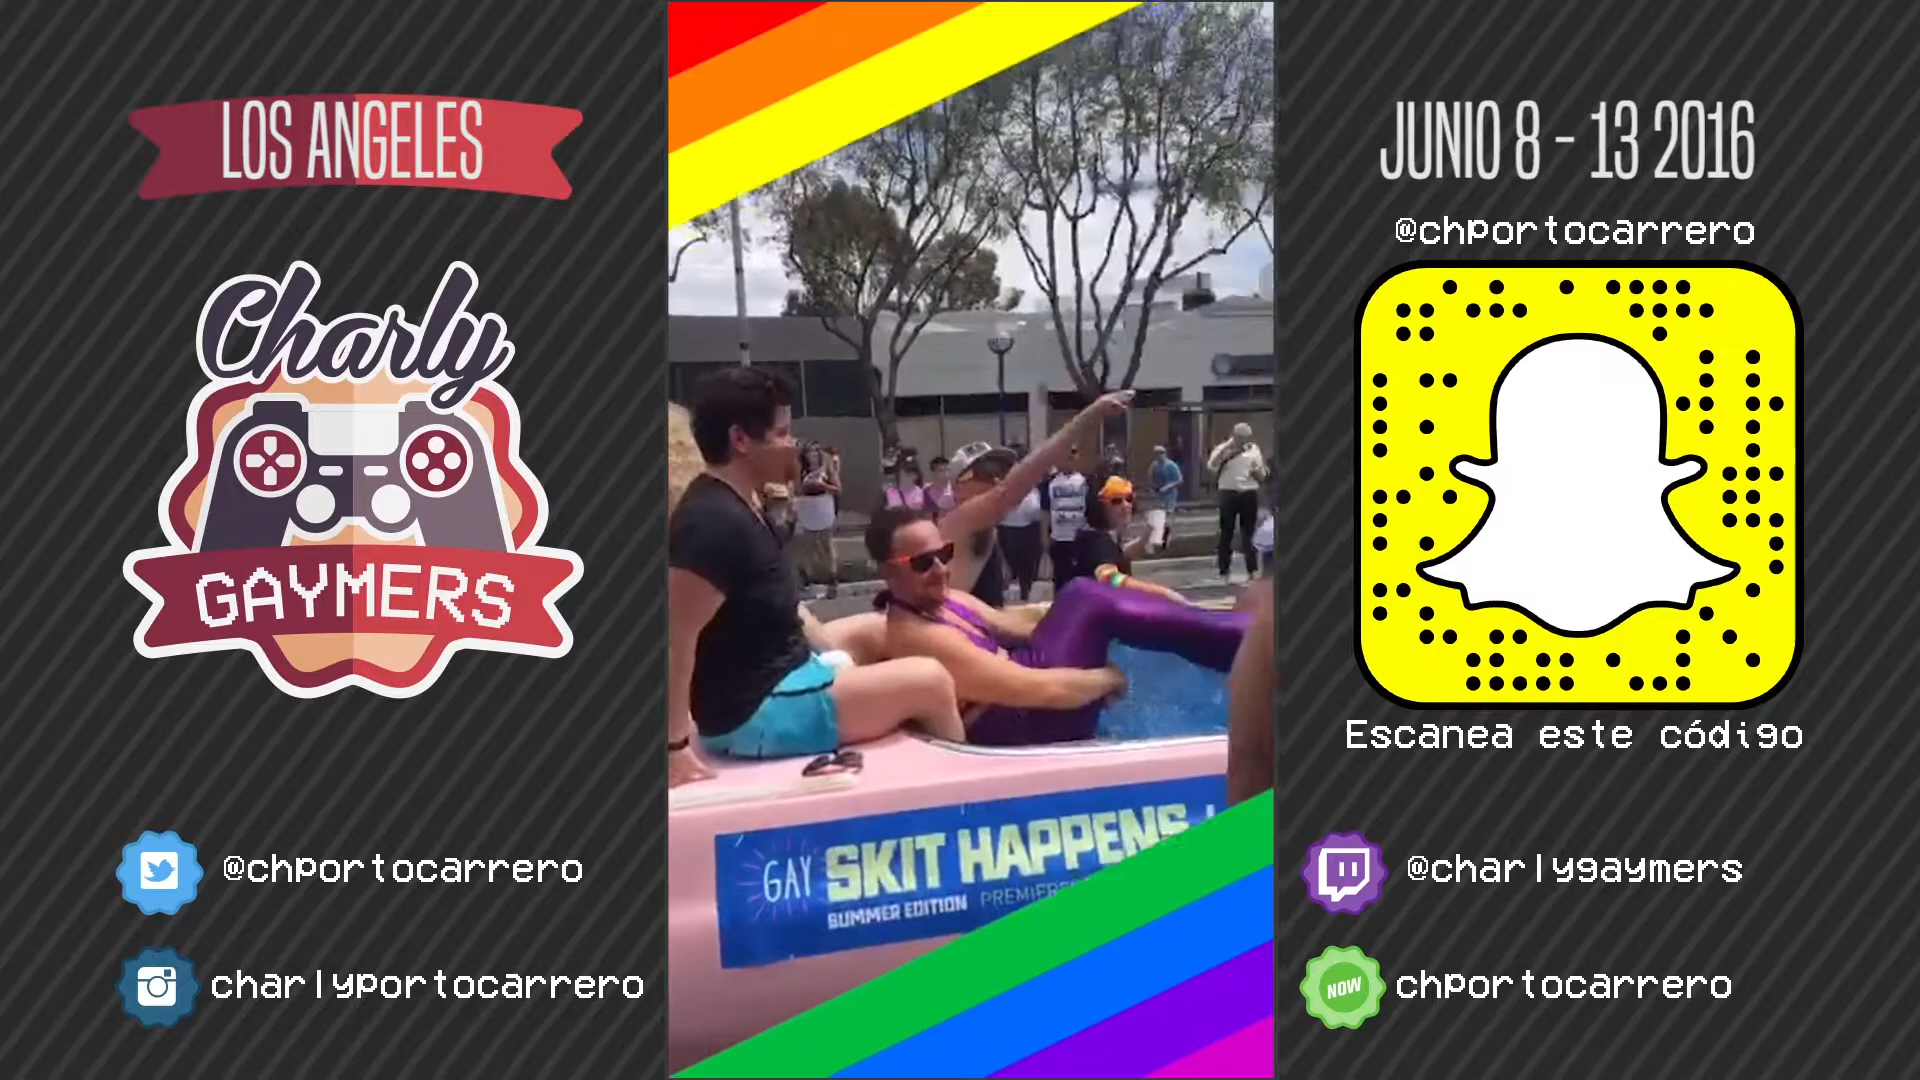 LOS ANGELES
Charly
GAYMERS
@chportocarrero
charlyportocarrero
GAY SKIT HAPPENS
SUMMER EDITION
JUNIO 8 - 13 2016
@chportocarrero
Escanea este código
@charlygaymers
NOW
chportocarrero